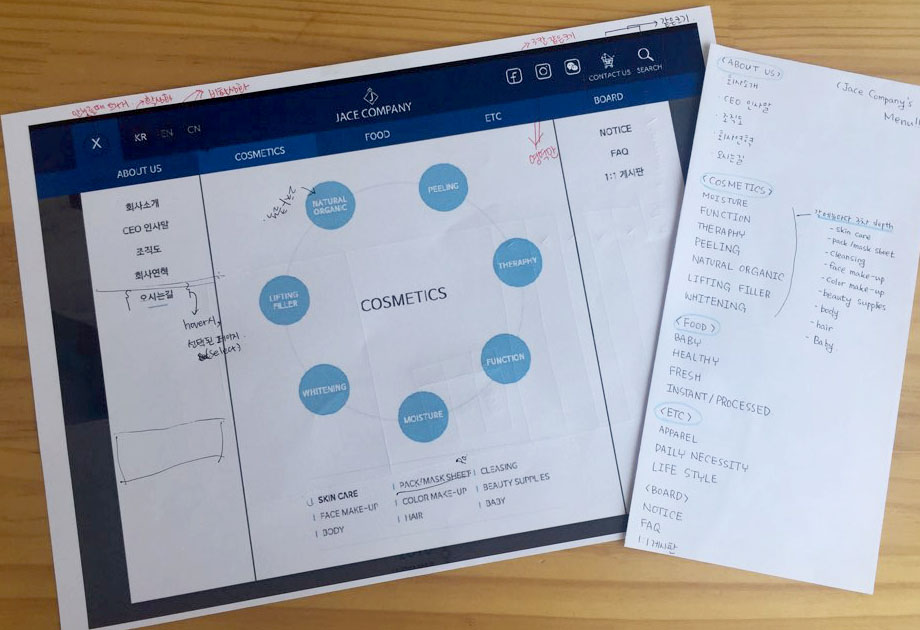 같은크기
CONTACT US
SEARCH
JACE COMPANY
X
KR
EN
CN
ABOUT US
COSMETICS
FOOD
ETC
BOARD
회사소개
CEO 인사말
조직도
회사연혁
오시는길
hover시,
선택된 페이지
(select)
NATURAL
ORGANIC
PEELING
THERAPHY
FUNCTION
MOISTURE
WHITENING
LIFTING
FILLER
COSMETICS
NOTICE
FAQ
1:1 게시판
SKIN CARE
PACK/MASK SHEET
CLEASING
FACE MAKE-UP
COLOR MAKE-UP
BEAUTY SUPPLIES
BODY
HAIR
BABY
(Jace Company's
<ABOUT US>
회사소개
CEO 인사말
조직도
회사연혁
오시는길
<COSMETICS>
MOISTURE
FUNCTION
THERAPHY
PEELING
NATURAL ORGANIC
LIFTING FILLER
WHITENING
3차 depth
- skin care
- pack/mask sheet
- Cleansing
- face make-up
- Color make-up
- beauty supplies
- body
- hair
- Baby.
<FOOD>
BABY
HEALTHY
FRESH
INSTANT/PROCESSED
<ETC>
APPAREL
DAILY NECESSITY
LIFE STYLE
<BOARD>
NOTICE
FAQ
1:1 게시판